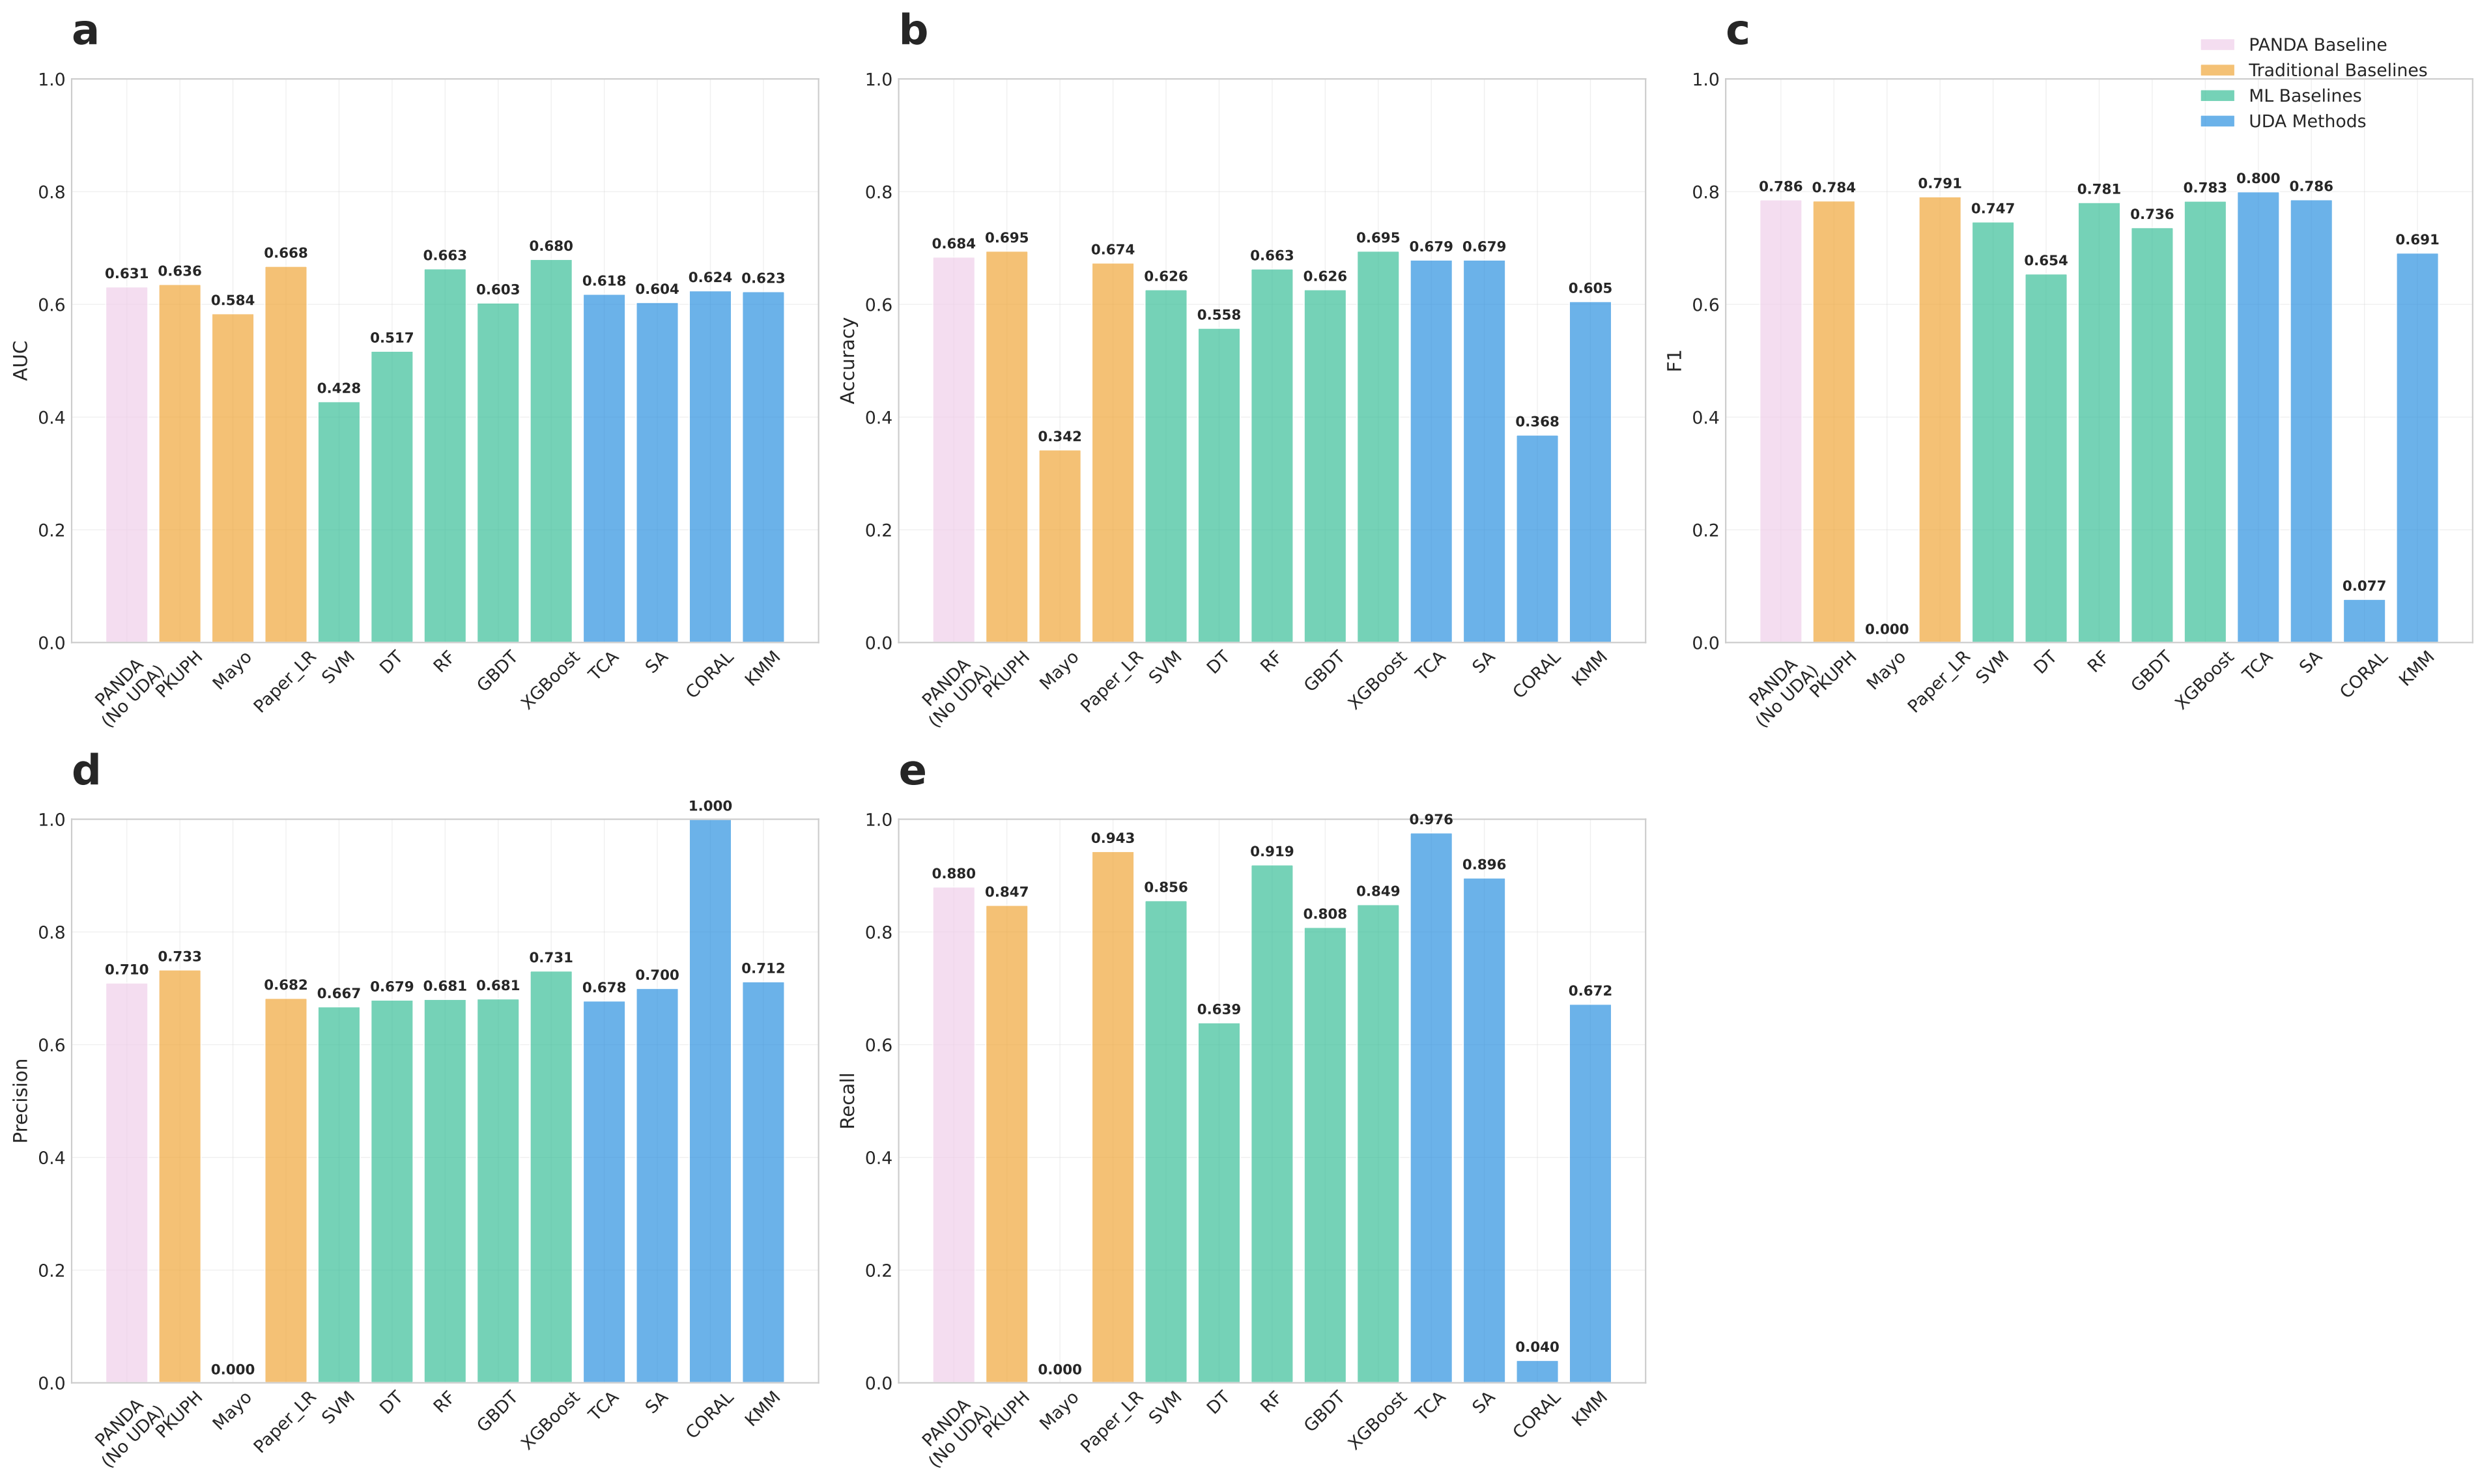 a
1.0
0.8
0.6
0.4
0.2
0.0
AUC
0.631
0.636
0.584
0.668
0.428
0.517
0.663
0.603
0.680
0.618
0.604
0.624
0.623
PANDA
(No UDA)
PKUPH
Mayo
Paper_LR
SVM
DT
RF
GBDT
XGBoost
TCA
SA
CORAL
KMM
b
1.0
0.8
0.6
0.4
0.2
0.0
Accuracy
0.684
0.695
0.342
0.674
0.626
0.558
0.663
0.626
0.695
0.679
0.679
0.368
0.605
PANDA
(No UDA)
PKUPH
Mayo
Paper_LR
SVM
DT
RF
GBDT
XGBoost
TCA
SA
CORAL
KMM
c
PANDA Baseline
Traditional Baselines
ML Baselines
UDA Methods
1.0
0.8
0.6
0.4
0.2
0.0
F1
0.786
0.784
0.000
0.791
0.747
0.654
0.781
0.736
0.783
0.800
0.786
0.077
0.691
PANDA
(No UDA)
PKUPH
Mayo
Paper_LR
SVM
DT
RF
GBDT
XGBoost
TCA
SA
CORAL
KMM
d
1.0
0.8
0.6
0.4
0.2
0.0
Precision
0.710
0.733
0.000
0.682
0.667
0.679
0.681
0.681
0.731
0.678
0.700
1.000
0.712
PANDA
(No UDA)
PKUPH
Mayo
Paper_LR
SVM
DT
RF
GBDT
XGBoost
TCA
SA
CORAL
KMM
e
1.0
0.8
0.6
0.4
0.2
0.0
Recall
0.880
0.847
0.000
0.943
0.856
0.639
0.919
0.808
0.849
0.976
0.896
0.040
0.672
PANDA
(No UDA)
PKUPH
Mayo
Paper_LR
SVM
DT
RF
GBDT
XGBoost
TCA
SA
CORAL
KMM